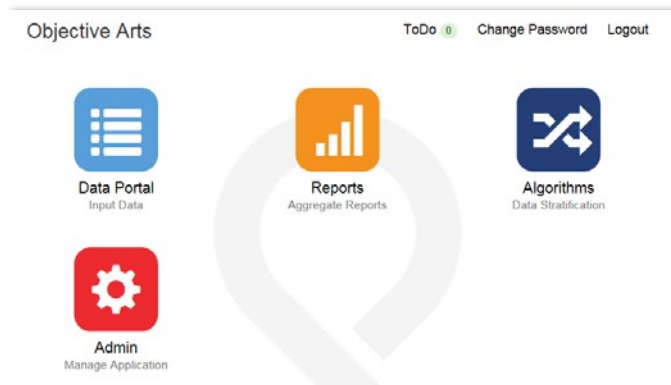 Objective Arts
ToDo 0 Change Password Logout
Data Portal
Input Data
Reports
Aggregate Reports
Algorithms
Data Stratification
Admin
Manage Application